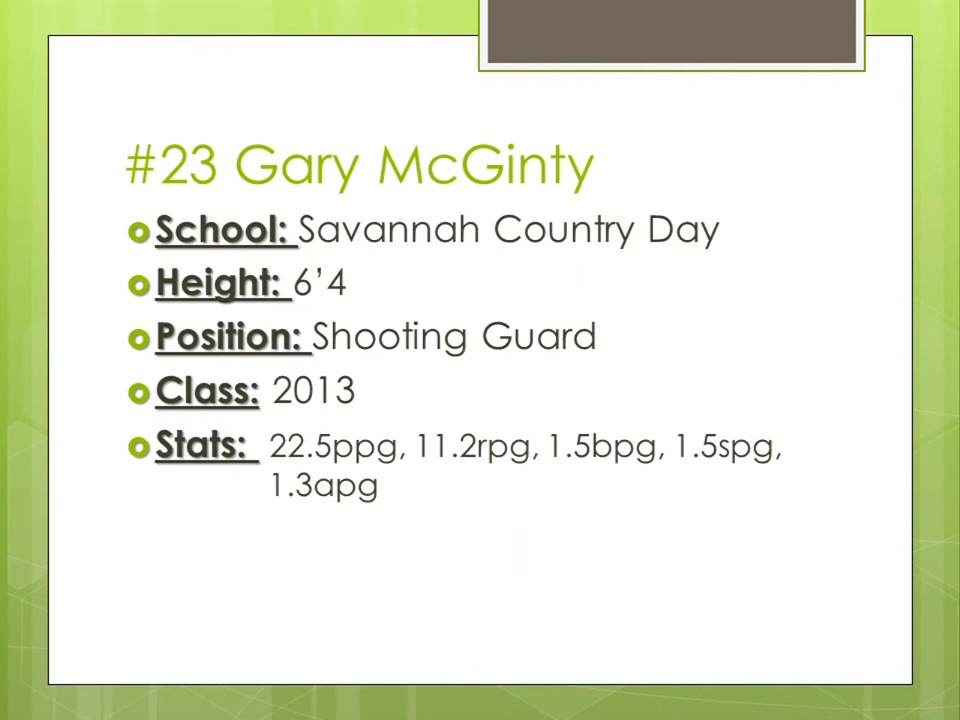 #23 Gary McGinty
School: Savannah Country Day
Height: 6’4
Position: Shooting Guard
Class: 2013
Stats: 22.5ppg, 11.2rpg, 1.5bpg, 1.5spg,
1.3apg